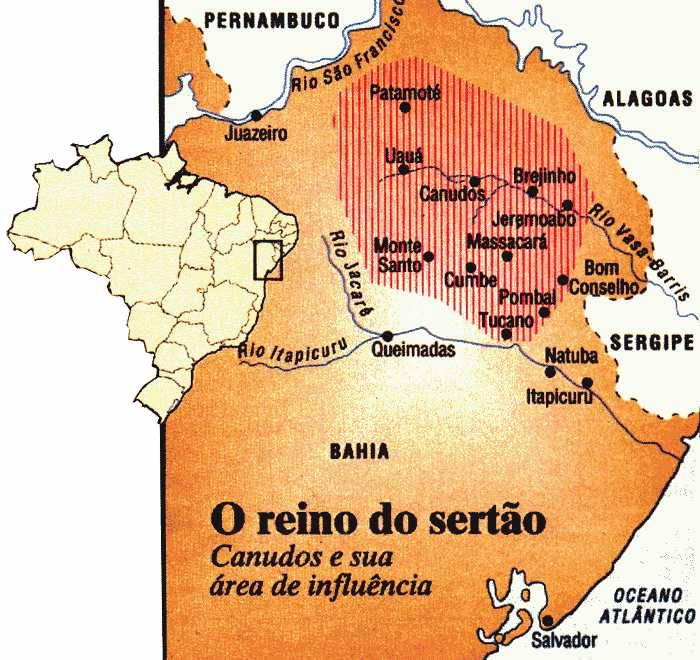 PERNAMBUCO
Rio São Francisco
Patamoté
ALAGOAS
Juazeiro
Uauá
Canudos
Brejinho
Jeremoabo
Rio Vasa-Barris
Rio Jacaré
Monte
Santo
Massacará
Cumbe
Bom
Conselho
Pombal
Tucano
SERGIPE
Rio Itapicuru
Queimadas
Natuba
Itapicuru
BAHIA
O reino do sertão
Canudos e sua
área de influência
OCEANO
ATLÂNTICO
Salvador